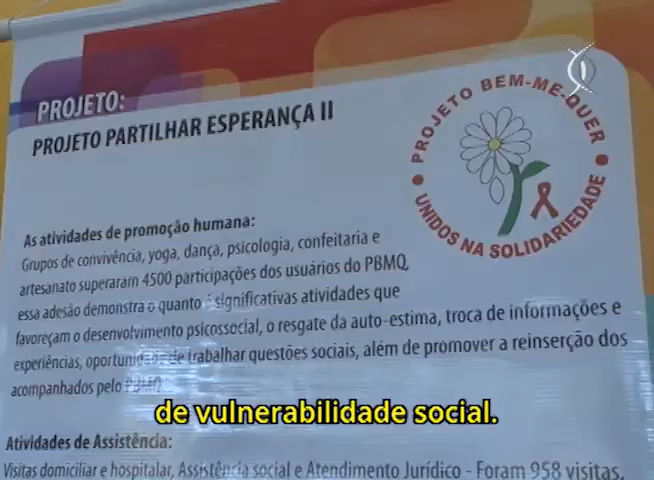 PROJETO:
PROJETO PARTILHAR ESPERANÇA II
PROJETO BEM-ME-QUER
UNIDOS NA SOLIDARIEDADE
As atividades de promoção humana:
Grupos de convivência, yoga, dança, psicologia, confeitaria e
artesanato superaram 4500 participações dos usuários do PBMQ,
essa adesão demonstra o quanto é significativas atividades que
favoreçam o desenvolvimento psicossocial, o resgate da auto-estima, troca de informações e
experiências, oportunidade de trabalhar questões sociais, além de promover a reinserção dos
acompanhados pelo PBMQ
de vulnerabilidade social.
Atividades de Assistência:
Visitas domiciliar e hospitalar, Assistência social e Atendimento Jurídico - Foram 958 visitas,